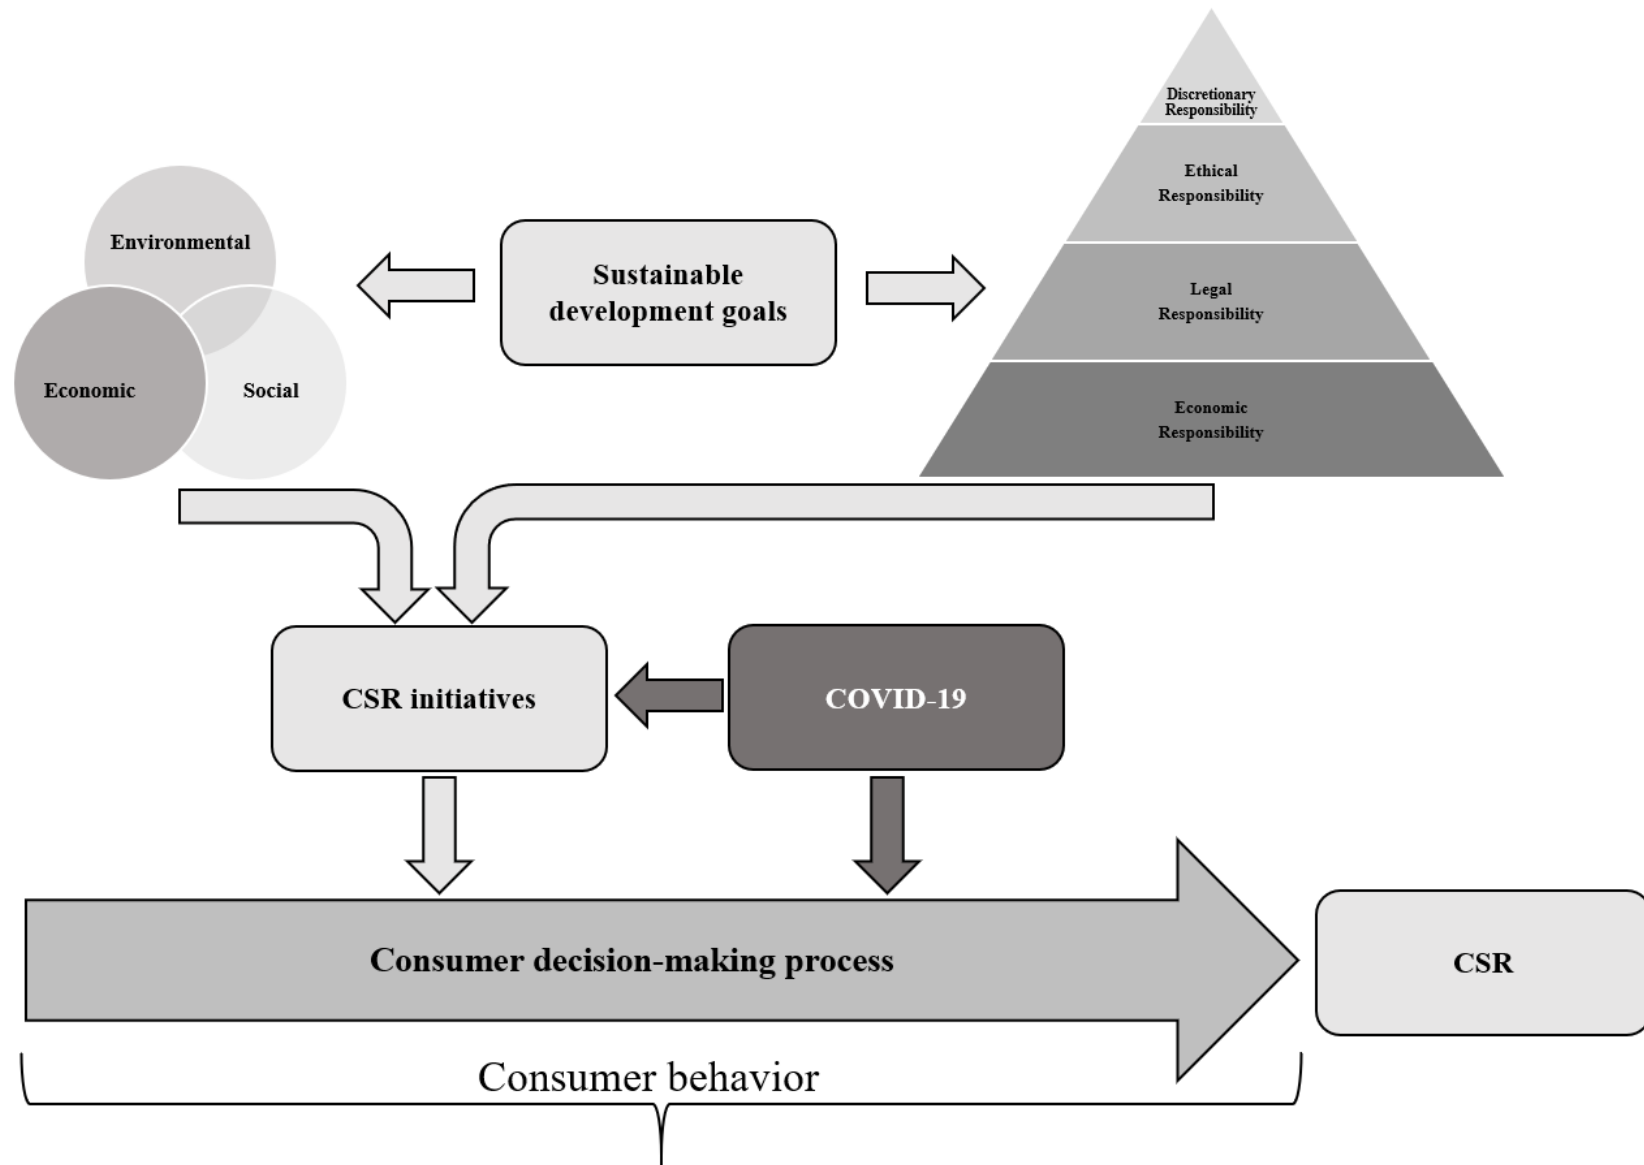 Discretionary
Responsibility
Ethical
Responsibility
Environmental
Sustainable
development goals
Legal
Responsibility
Economic
Social
Economic
Responsibility
CSR initiatives
COVID-19
Consumer decision-making process
CSR
Consumer behavior